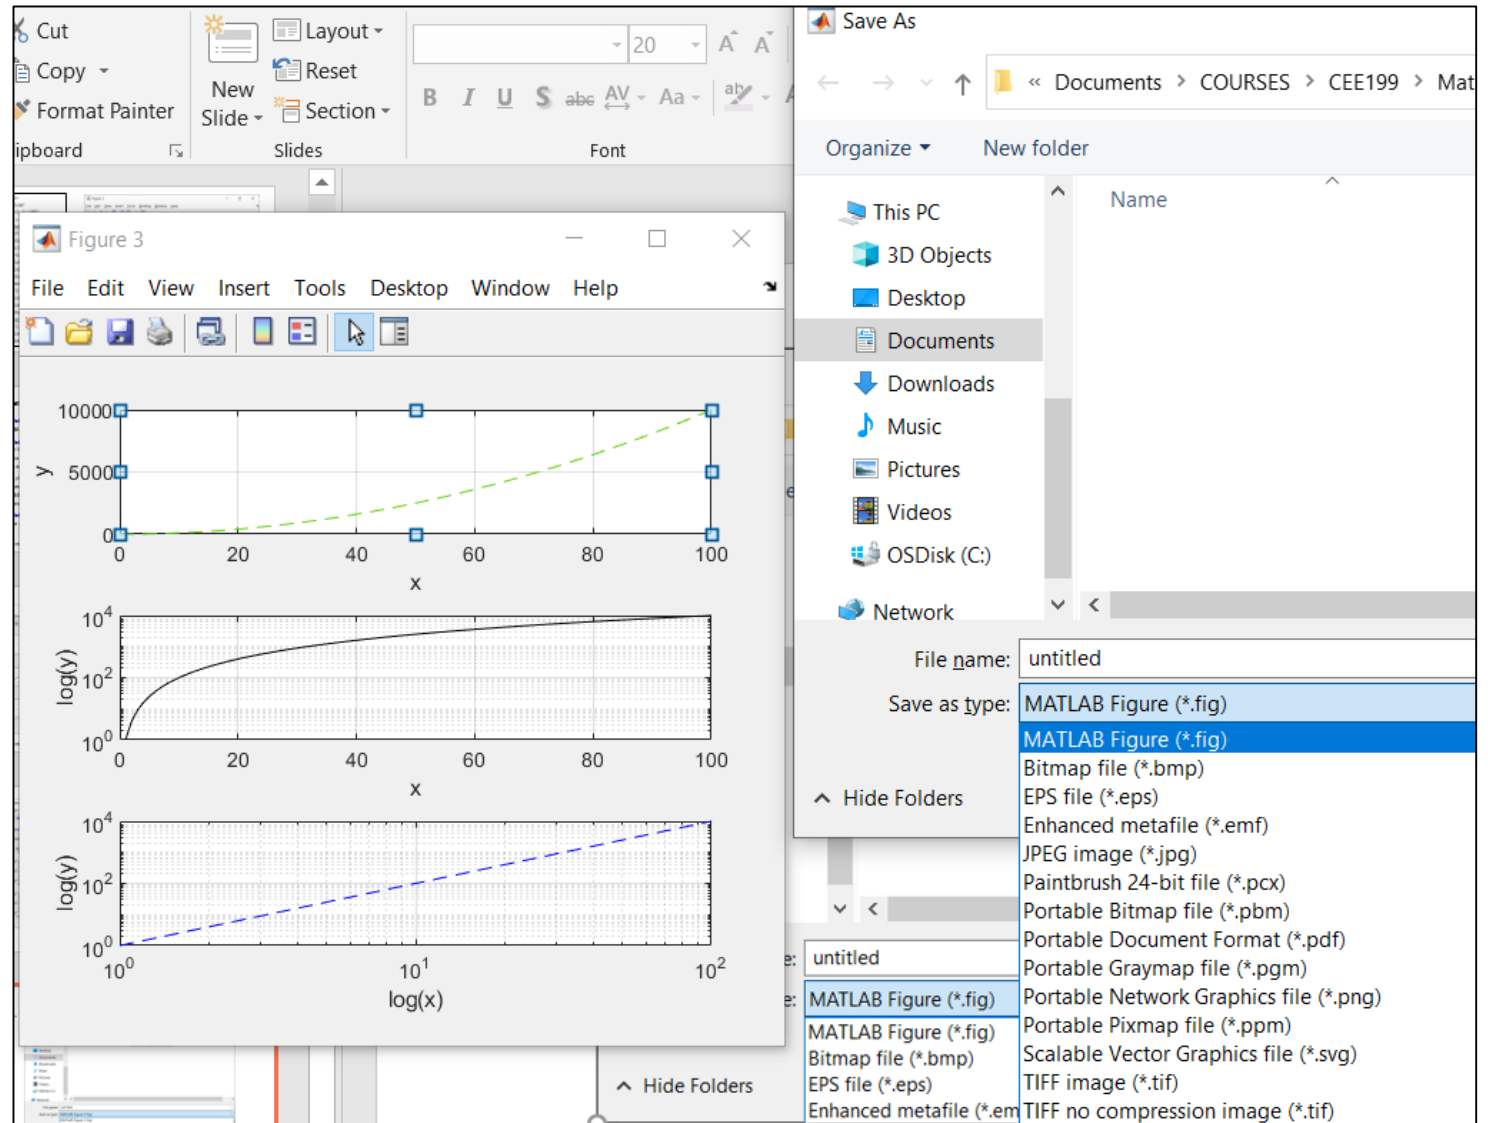 Cut
Copy
Format Painter
ipboard
New
Slide
Layout
Reset
Section
Slides
20
A A
B I U S abc AV Aa ab
Font
Figure 3
File Edit View Insert Tools Desktop Window Help
10000
5000
0
y
0 20 40 60 80 100
x
10^4
10^2
10^0
log(y)
0 20 40 60 80 100
x
10^4
10^2
10^0
log(y)
10^0 10^1 10^2
log(x)
Save As
« Documents > COURSES > CEE199 > Mat
Organize New folder
Name
This PC
3D Objects
Desktop
Documents
Downloads
Music
Pictures
Videos
OSDisk (C:)
Network
File name: untitled
Save as type: MATLAB Figure (*.fig)
MATLAB Figure (*.fig)
Bitmap file (*.bmp)
EPS file (*.eps)
Enhanced metafile (*.emf)
JPEG image (*.jpg)
Paintbrush 24-bit file (*.pcx)
Portable Bitmap file (*.pbm)
Portable Document Format (*.pdf)
Portable Graymap file (*.pgm)
Portable Network Graphics file (*.png)
Portable Pixmap file (*.ppm)
Scalable Vector Graphics file (*.svg)
TIFF image (*.tif)
TIFF no compression image (*.tif)
Hide Folders
e: untitled
e: MATLAB Figure (*.fig)
MATLAB Figure (*.fig)
Bitmap file (*.bmp)
EPS file (*.eps)
Enhanced metafile (*.em
Hide Folders